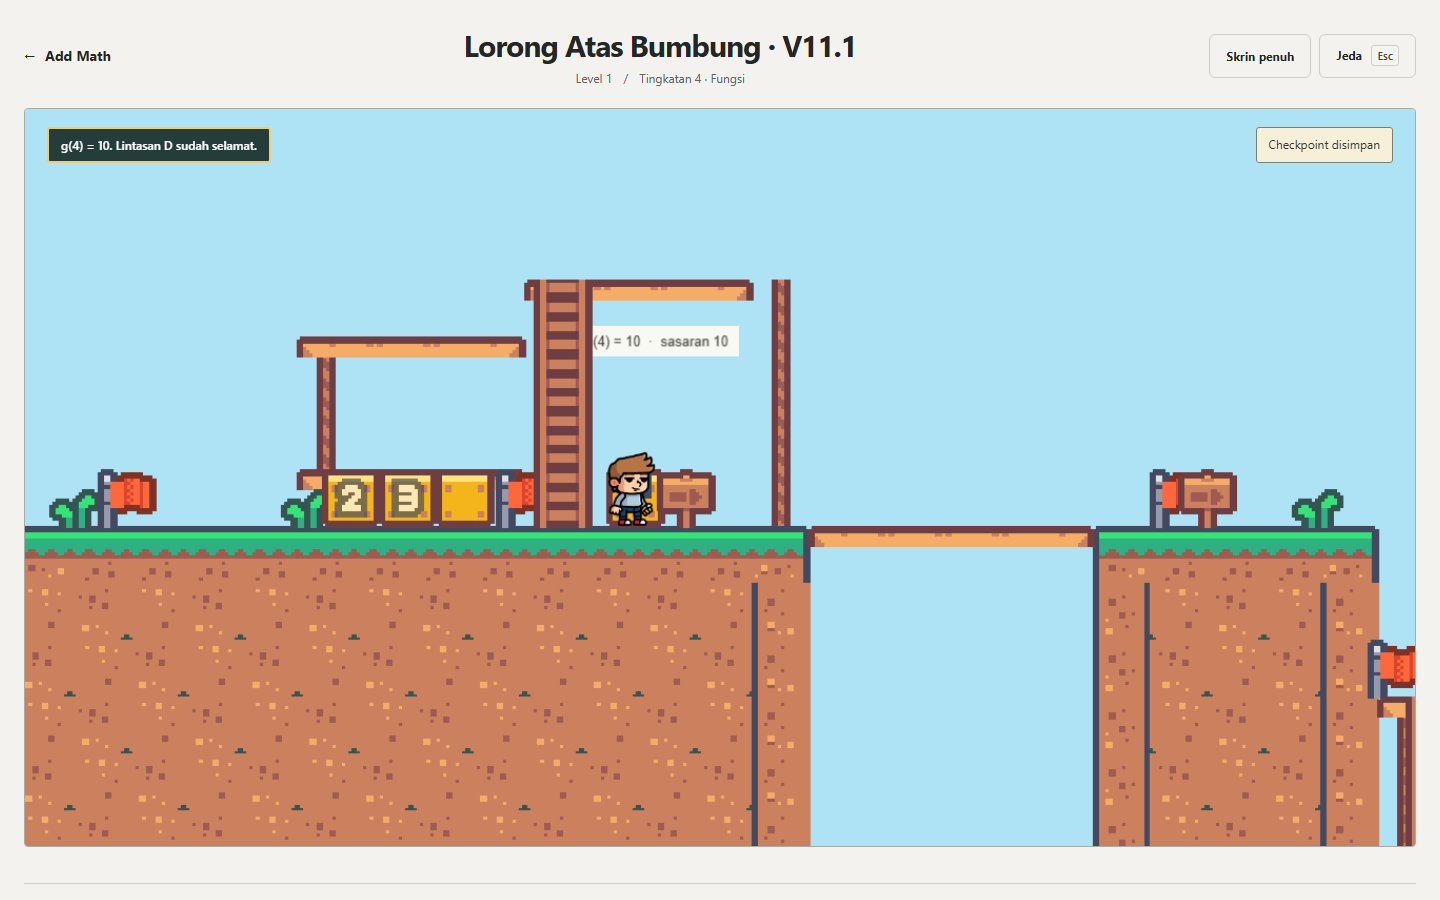 ← Add Math
Lorong Atas Bumbung · V11.1
Level 1 / Tingkatan 4 · Fungsi
Skrin penuh
Jeda Esc
g(4) = 10. Lintasan D sudah selamat.
Checkpoint disimpan
(4) = 10 · sasaran 10
2